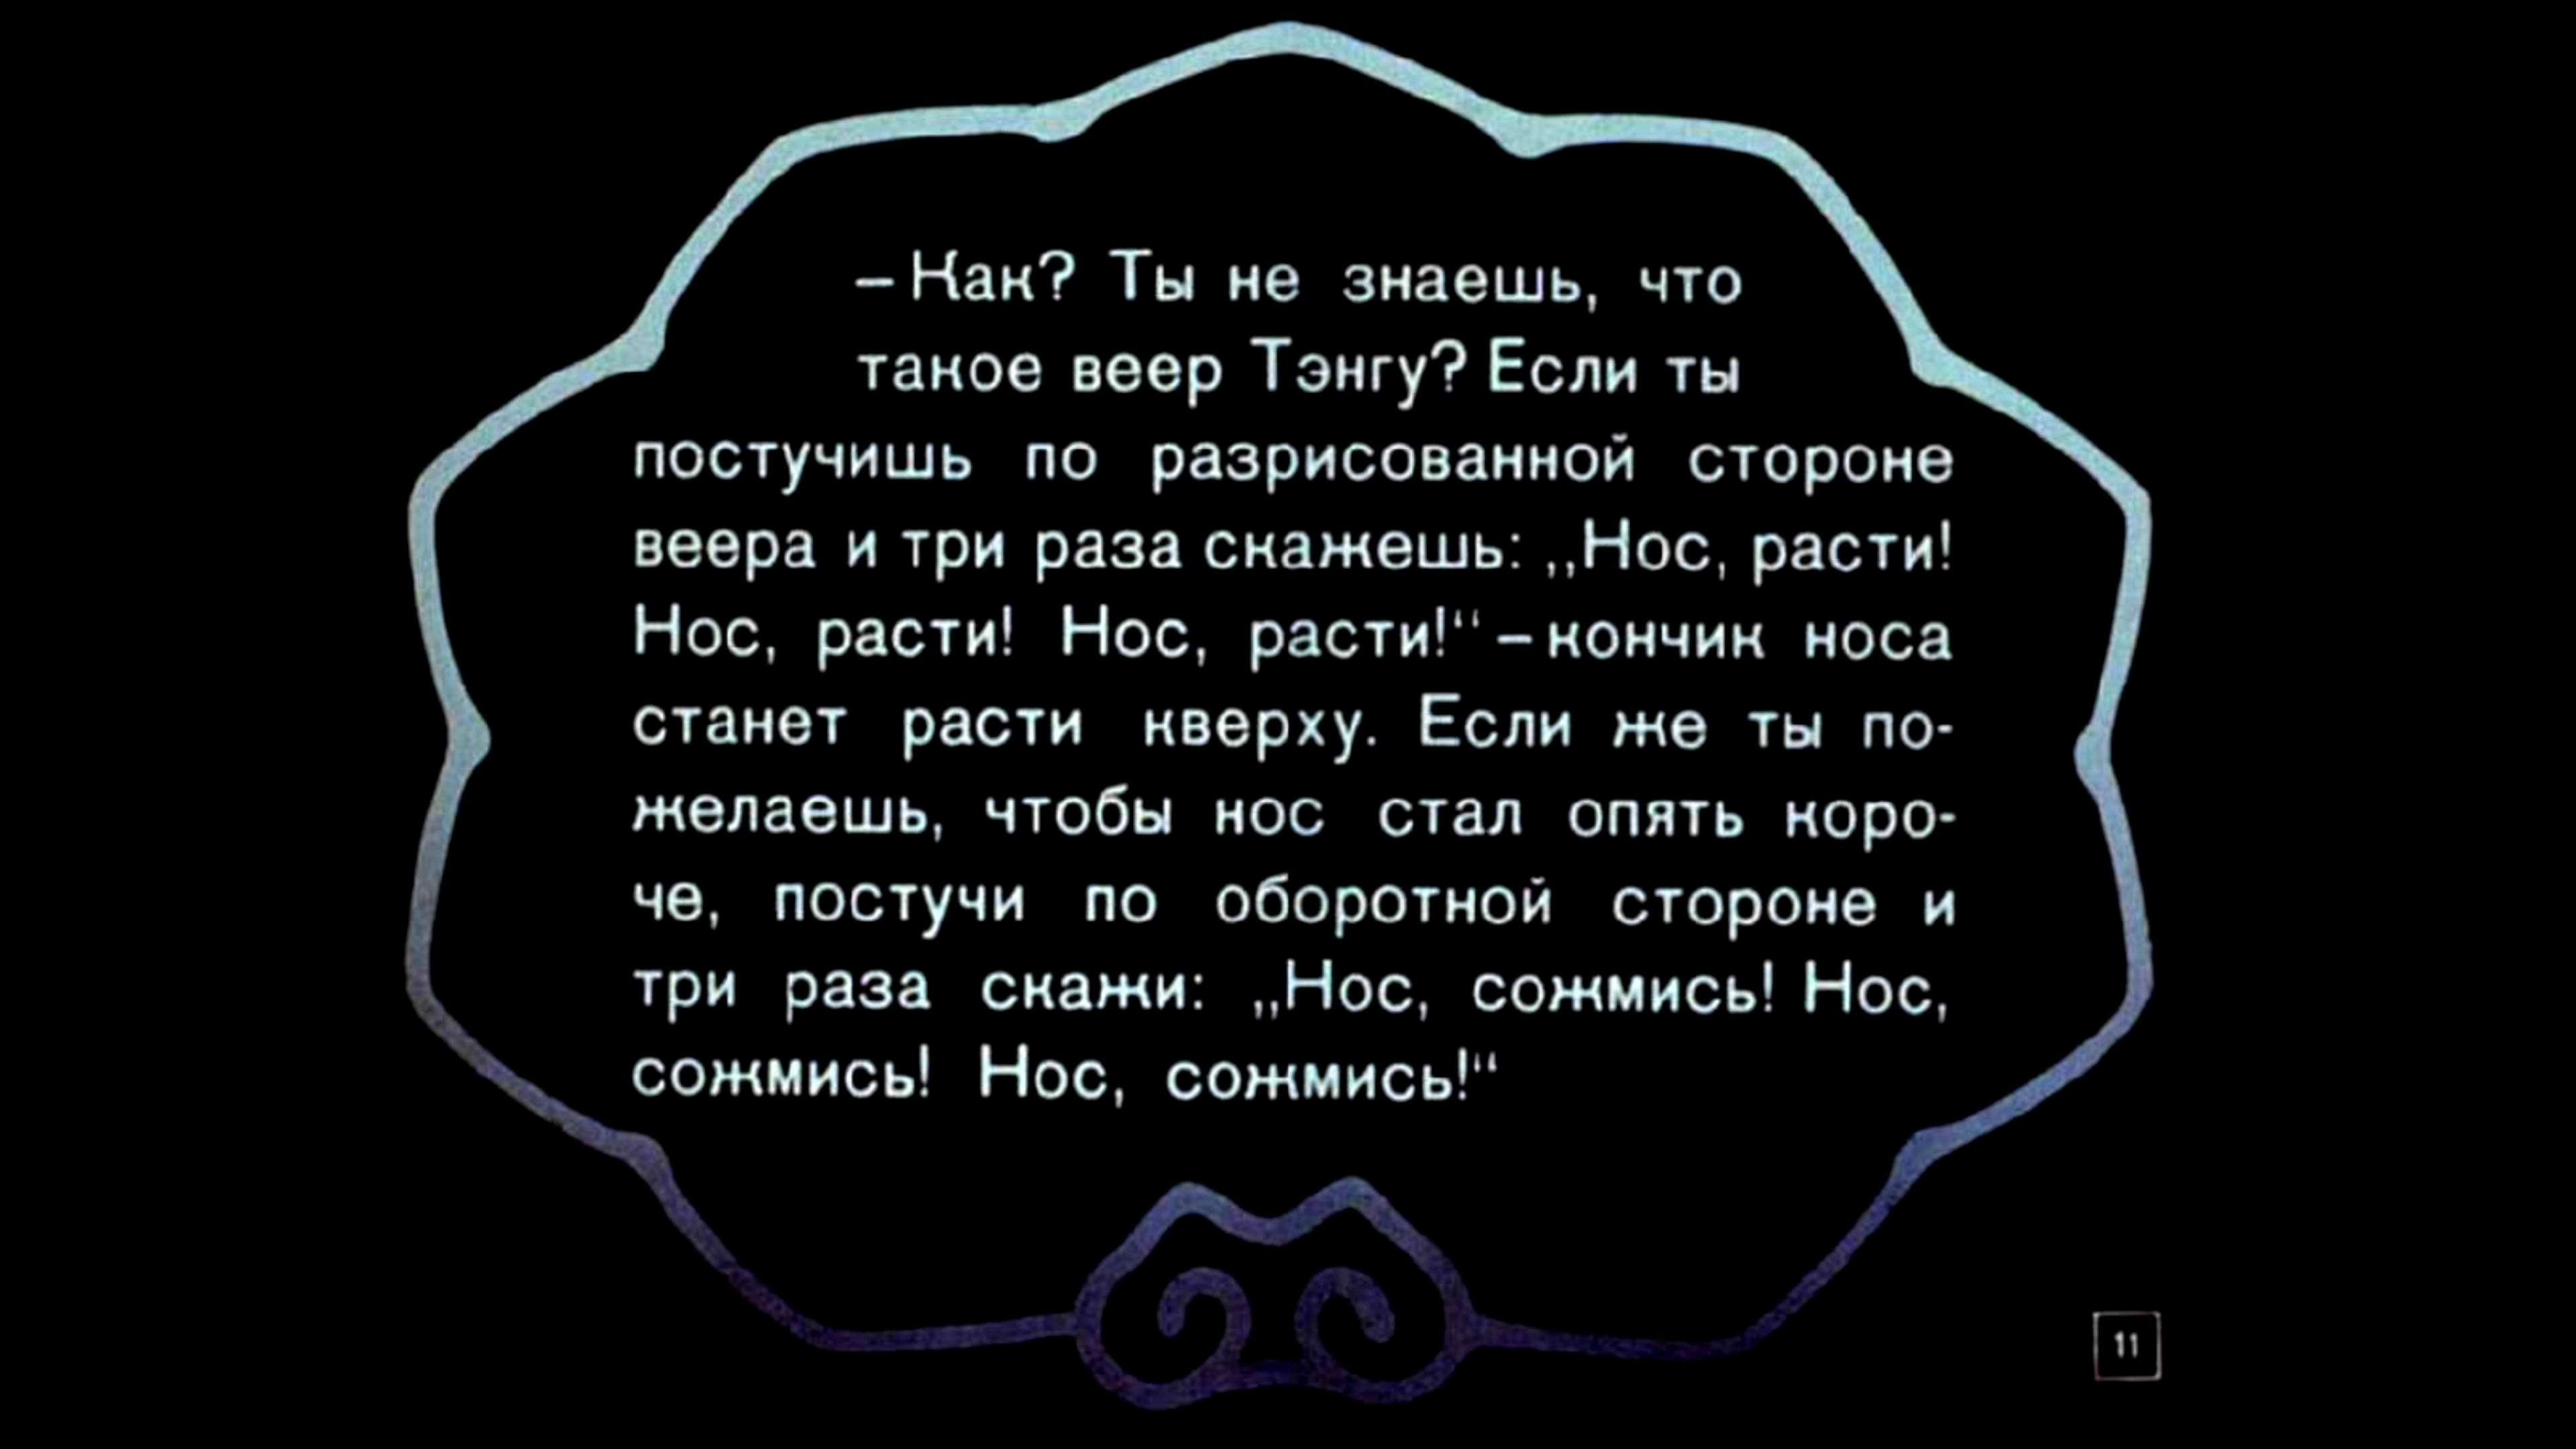 – Как? Ты не знаешь, что
такое веер Тэнгу? Если ты
постучишь по разрисованной стороне
веера и три раза скажешь: „Нос, расти!
Нос, расти! Нос, расти!“ – кончик носа
станет расти кверху. Если же ты по-
желаешь, чтобы нос стал опять коро-
че, постучи по оборотной стороне и
три раза скажи: „Нос, сожмись! Нос,
сожмись! Нос, сожмись!“
11